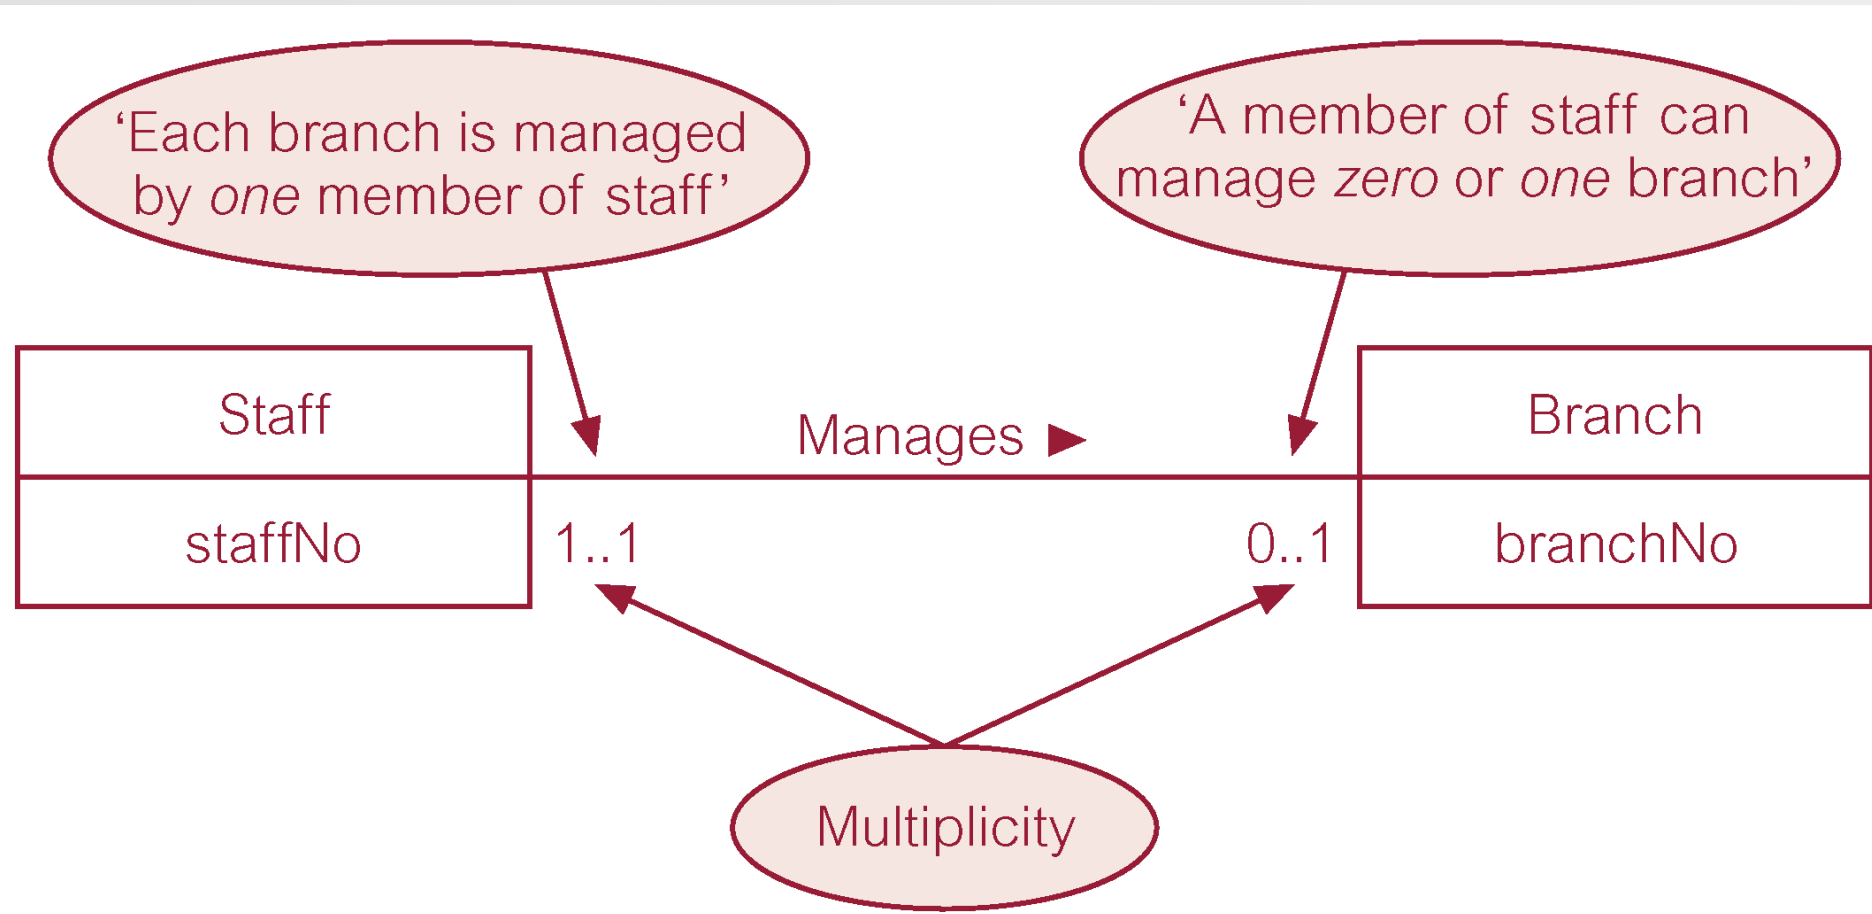 ‘Each branch is managed
by one member of staff’
‘A member of staff can
manage zero or one branch’
Staff
Manages ►
Branch
staffNo
1..1
0..1
branchNo
Multiplicity